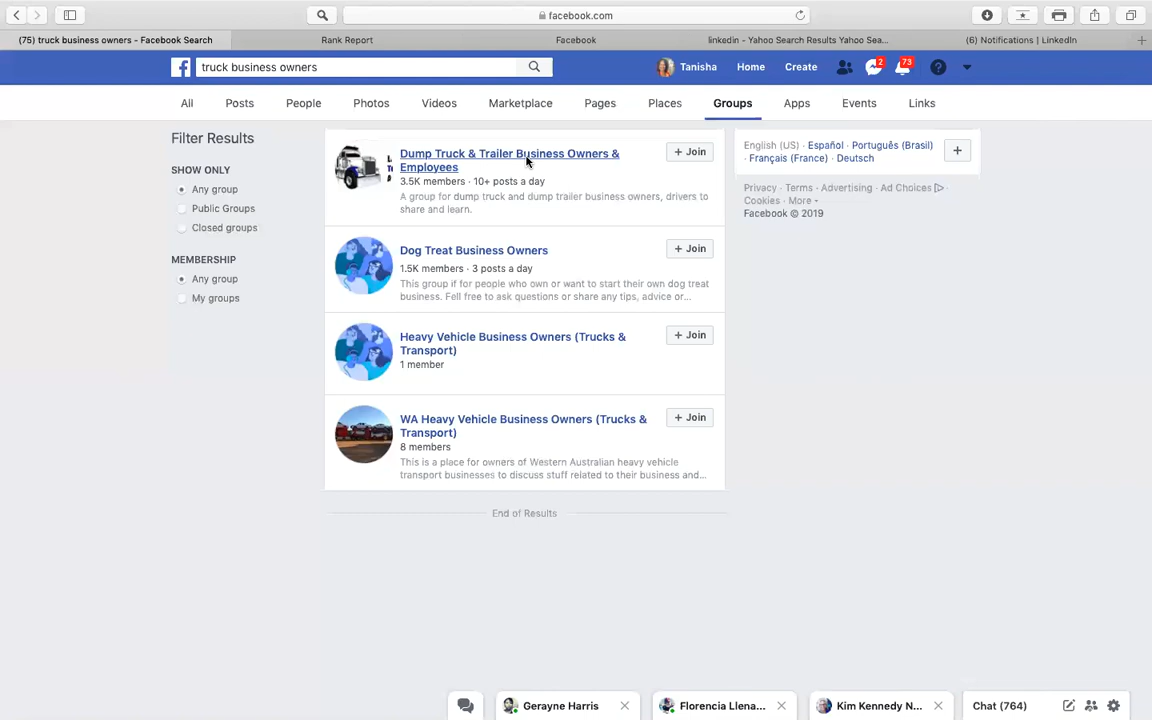 facebook.com
(75) truck business owners - Facebook Search
Rank Report
Facebook
linkedin - Yahoo Search Results Yahoo Sea...
(6) Notifications | LinkedIn
truck business owners
Tanisha
Home
Create
2
73
All
Posts
People
Photos
Videos
Marketplace
Pages
Places
Groups
Apps
Events
Links
Filter Results
SHOW ONLY
Any group
Public Groups
Closed groups
MEMBERSHIP
Any group
My groups
Dump Truck & Trailer Business Owners &
Employees
3.5K members · 10+ posts a day
A group for dump truck and dump trailer business owners, drivers to
share and learn.
+ Join
Dog Treat Business Owners
1.5K members · 3 posts a day
This group if for people who own or want to start their own dog treat
business. Fell free to ask questions or share any tips, advice or...
+ Join
Heavy Vehicle Business Owners (Trucks &
Transport)
1 member
+ Join
WA Heavy Vehicle Business Owners (Trucks &
Transport)
8 members
This is a place for owners of Western Australian heavy vehicle
transport businesses to discuss stuff related to their business and...
+ Join
End of Results
English (US) · Español · Português (Brasil) ·
Français (France) · Deutsch
Privacy · Terms · Advertising · Ad Choices ·
Cookies · More
Facebook © 2019
Gerayne Harris
Florencia Llena...
Kim Kennedy N...
Chat (764)